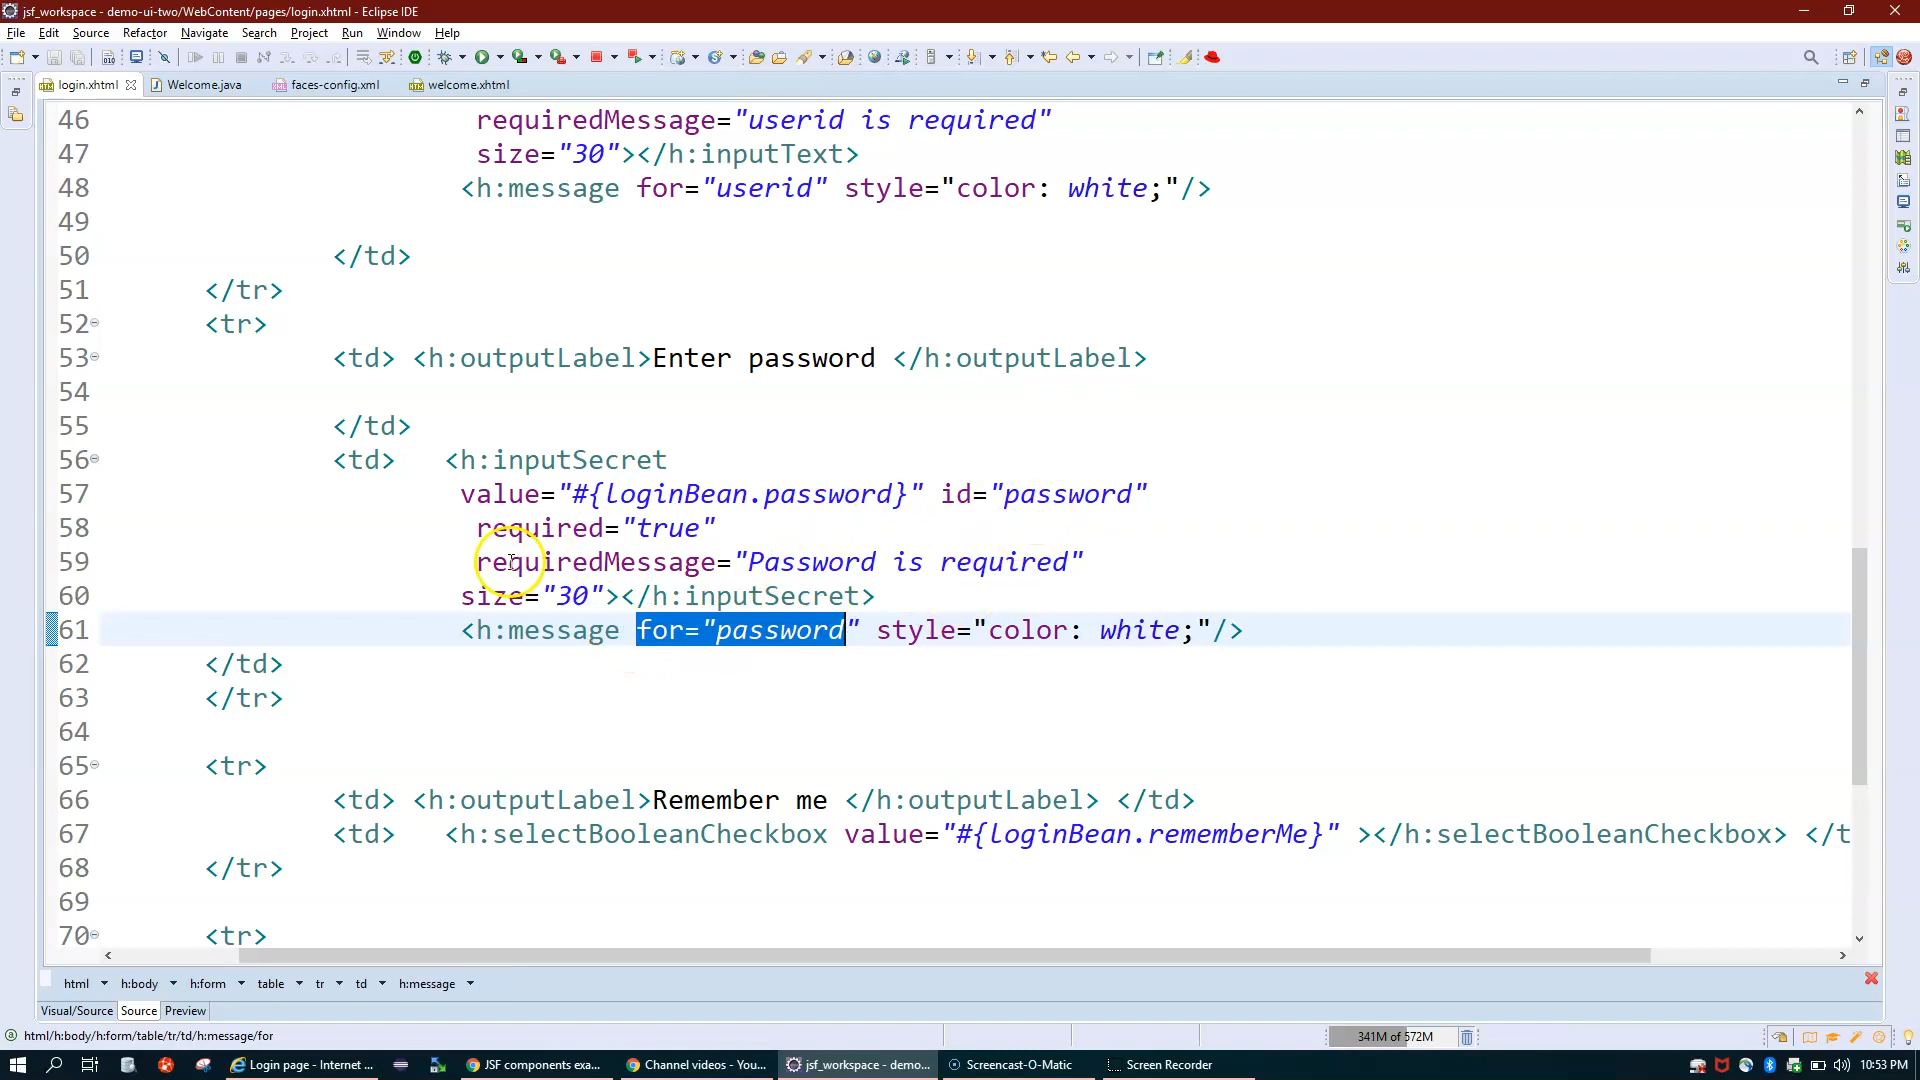 jsf_workspace - demo-ui-two/WebContent/pages/login.xhtml - Eclipse IDE
File Edit Source Refactor Navigate Search Project Run Window Help
login.xhtml Welcome.java faces-config.xml welcome.xhtml
46 requiredMessage="userid is required"
47 size="30"></h:inputText>
48 <h:message for="userid" style="color: white;"/>
49
50 </td>
51 </tr>
52 <tr>
53 <td> <h:outputLabel>Enter password </h:outputLabel>
54
55 </td>
56 <td> <h:inputSecret
57 value="#{loginBean.password}" id="password"
58 required="true"
59 requiredMessage="Password is required"
60 size="30"></h:inputSecret>
61 <h:message for="password" style="color: white;"/>
62 </td>
63 </tr>
64
65 <tr>
66 <td> <h:outputLabel>Remember me </h:outputLabel> </td>
67 <td> <h:selectBooleanCheckbox value="#{loginBean.rememberMe}" ></h:selectBooleanCheckbox> </t
68 </tr>
69
70 <tr>
html h:body h:form table tr td h:message
Visual/Source Source Preview
html/h:body/h:form/table/tr/td/h:message/for
341M of 572M
Login page - Internet ... JSF components exa... Channel videos - You... jsf_workspace - demo... Screencast-O-Matic Screen Recorder 10:53 PM